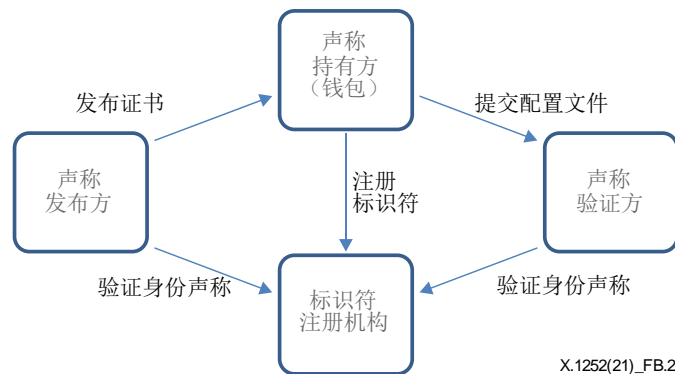 声称
持有方
（钱包）
发布证书
提交配置文件
声称
发布方
注册
标识符
声称
验证方
验证身份声称
标识符
注册机构
验证身份声称
X.1252(21)_FB.2